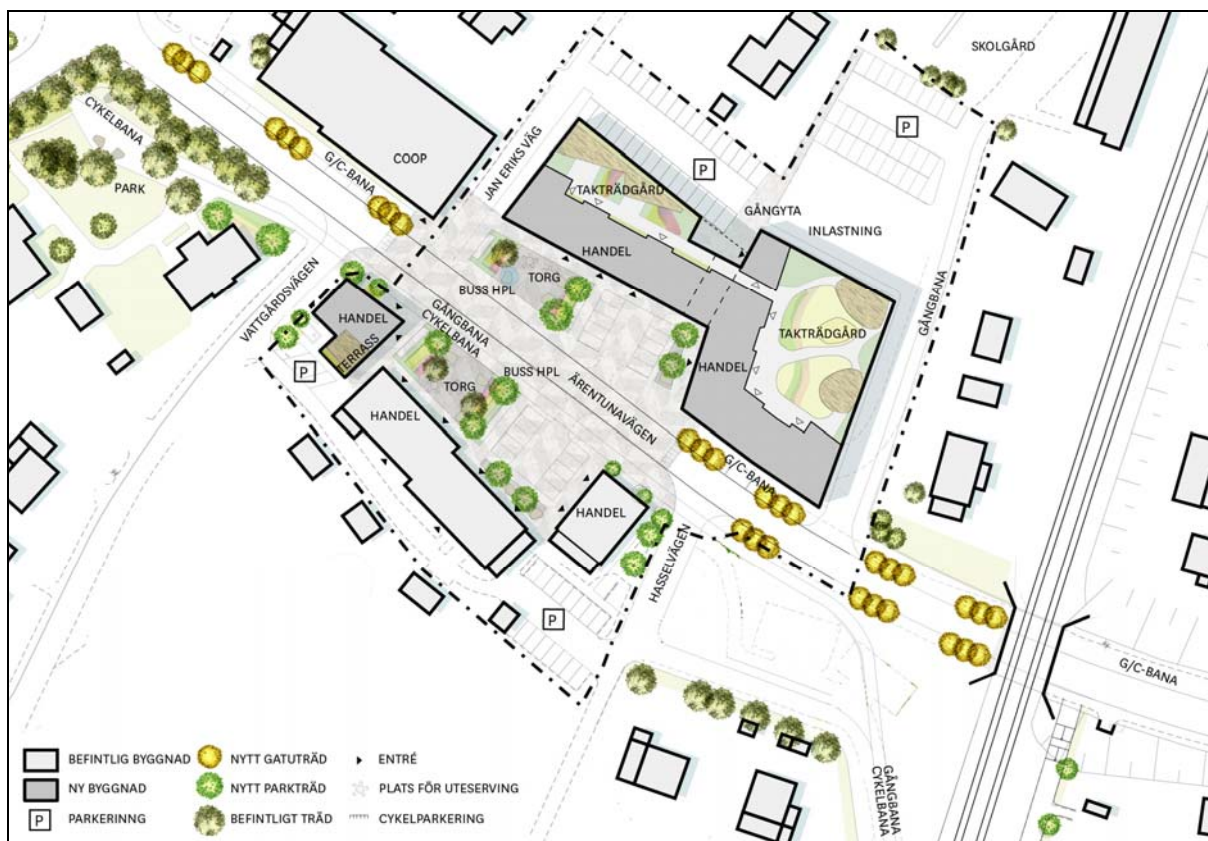 SKOLGÅRD
CYKELBANA
PARK
G/C-BANA
COOP
JAN ERIKS VÄG
P
P
TAKTRÄDGÅRD
GÅNGYTA
INLASTNING
HANDEL
TORG
BUSS HPL
GÅNGBANA
VATTGÅRDSVÄGEN
HANDEL
TERRASS
P
GÅNGBANA
CYKELBANA
TORG
BUSS HPL
ÄRENTUNAVÄGEN
HANDEL
TAKTRÄDGÅRD
HANDEL
G/C-BANA
HANDEL
HASSELVÄGEN
P
G/C-BANA
GÅNGBANA
CYKELBANA
BEFINTLIG BYGGNAD
NY BYGGNAD
P PARKERINNG
NYTT GATUTRÄD
NYTT PARKTRÄD
BEFINTLIGT TRÄD
ENTRÉ
PLATS FÖR UTESERVING
CYKELPARKERING